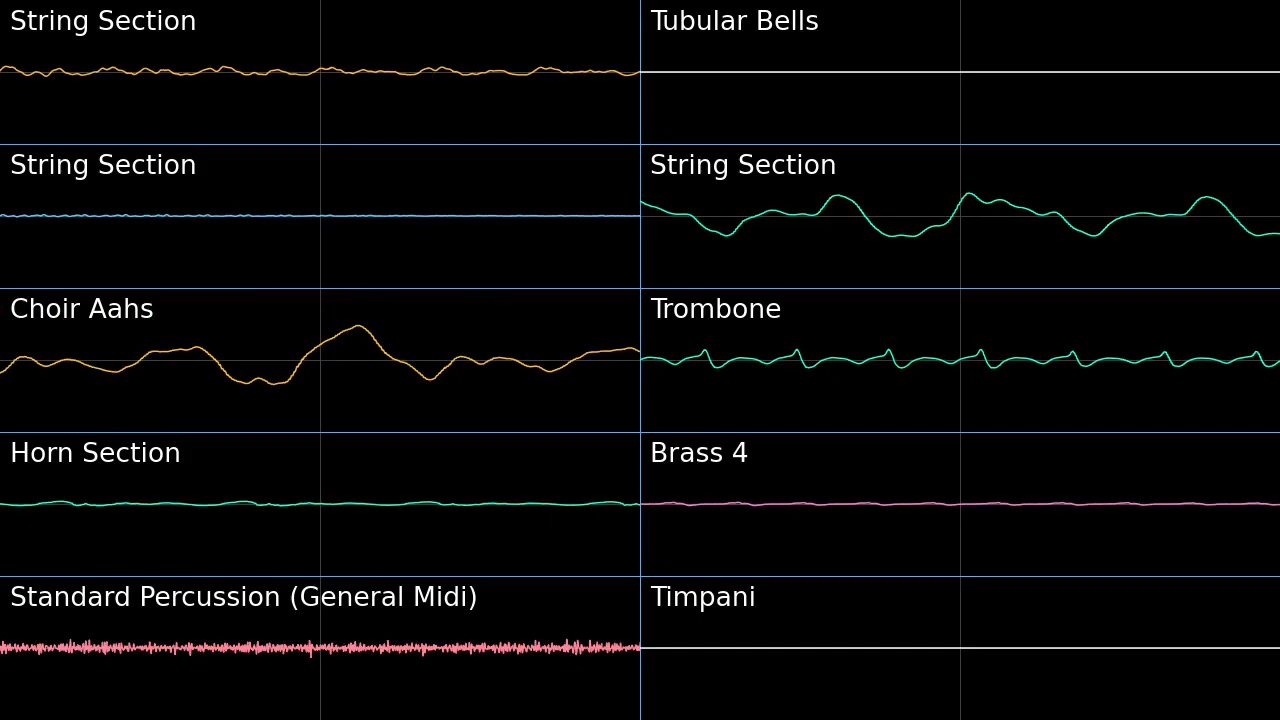 String Section
Tubular Bells
String Section
String Section
Choir Aahs
Trombone
Horn Section
Brass 4
Standard Percussion (General Midi)
Timpani